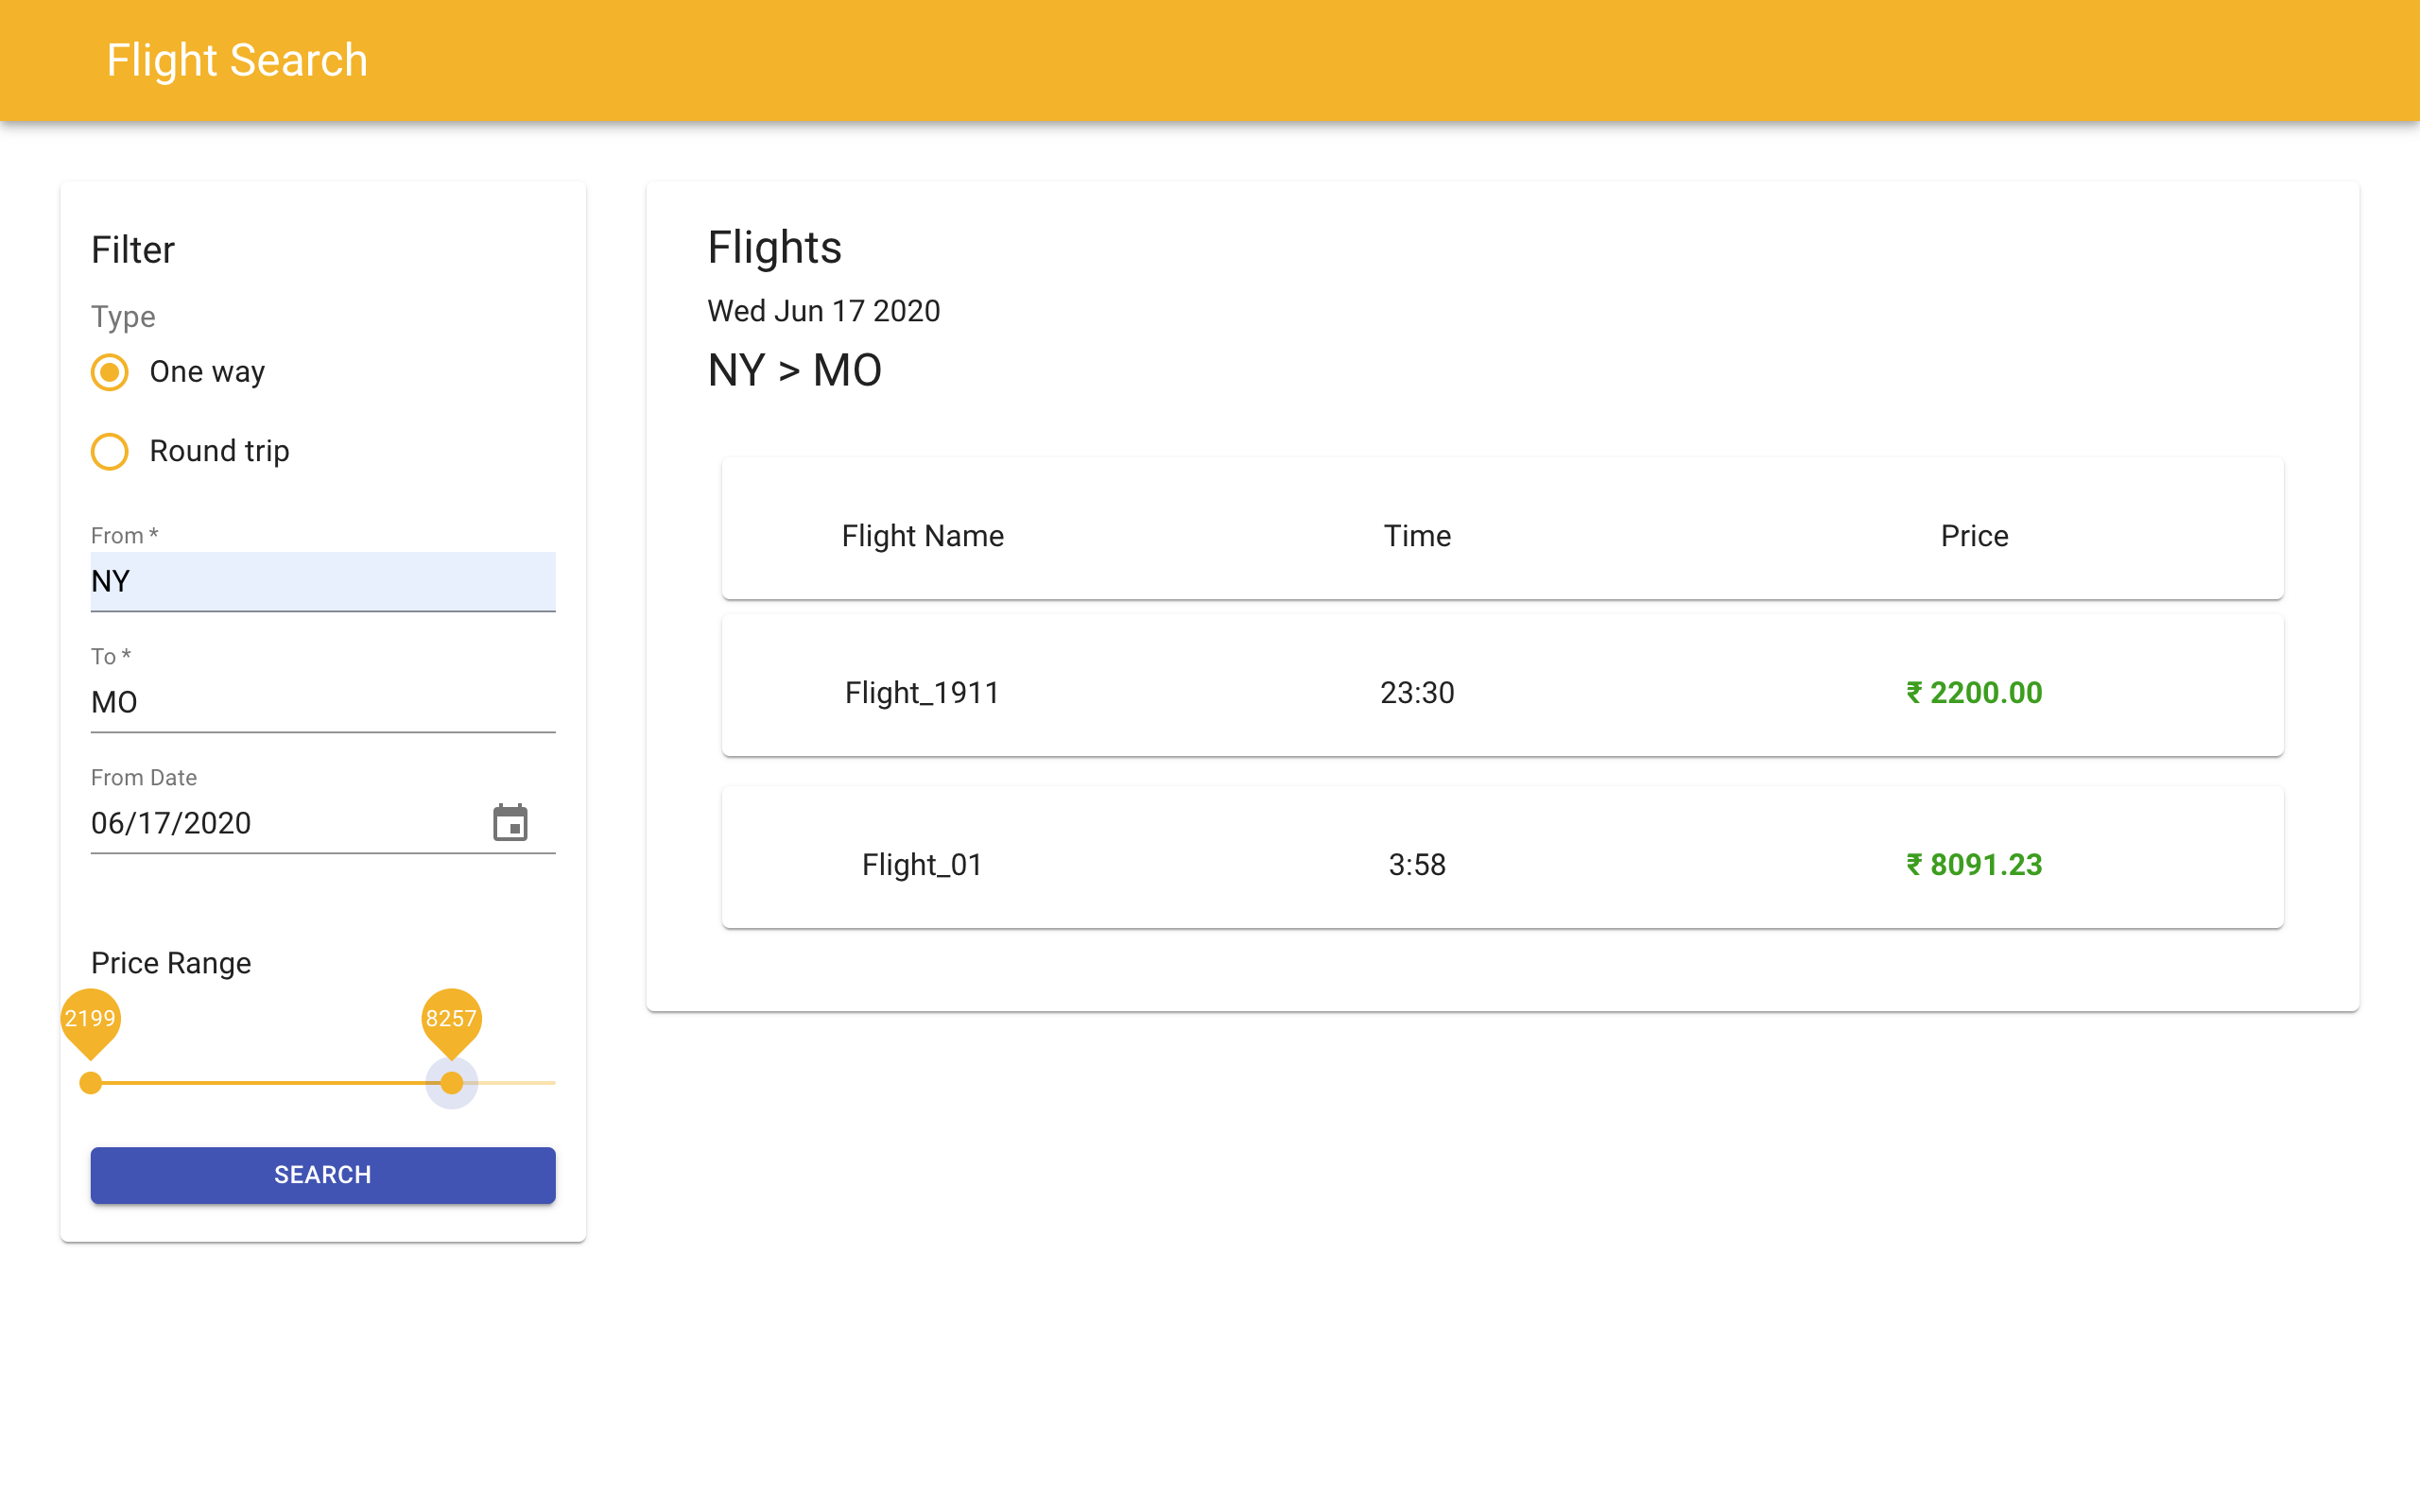 Flight Search
Filter
Type
One way
Round trip
From *
NY
To *
MO
From Date
06/17/2020
Price Range
2199 8257
SEARCH
Flights
Wed Jun 17 2020
NY > MO
Flight Name Time Price
Flight_1911 23:30 ₹ 2200.00
Flight_01 3:58 ₹ 8091.23